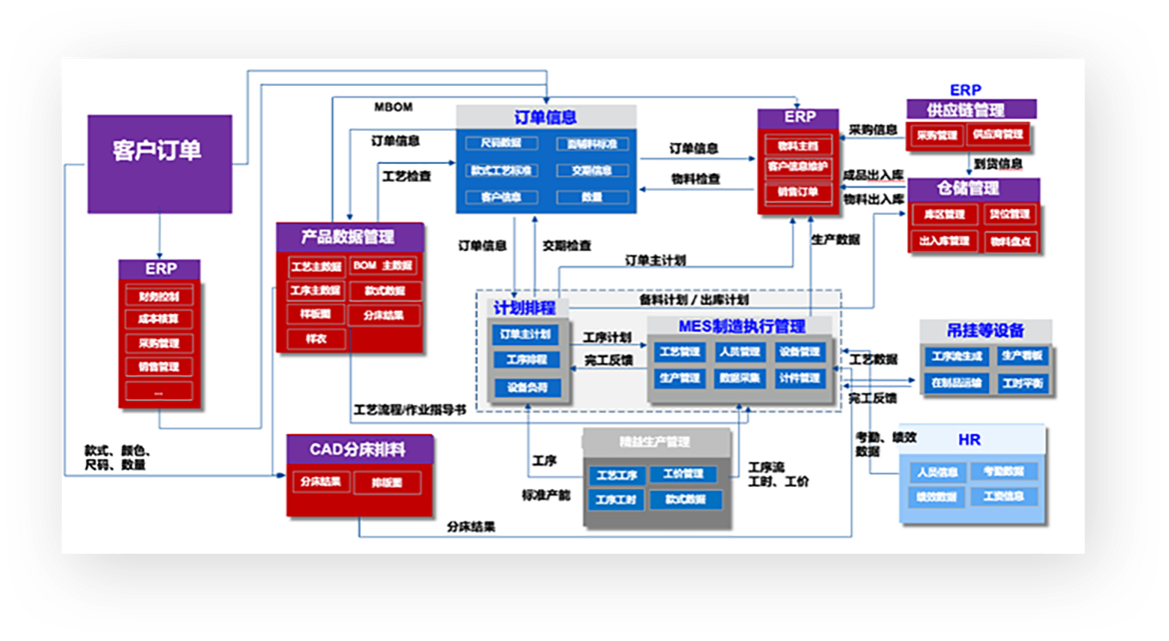 客户订单
ERP
财务控制
成本核算
采购管理
销售管理
...
款式、颜色、
尺码、数量
MBOM
订单信息
工艺检查
产品数据管理
工艺主数据
BOM 主数据
工序主数据
款式数据
样板图
分床结果
样衣
CAD分床排料
分床结果
排版图
订单信息
尺码数据
面辅料标准
款式工艺标准
交期信息
客户信息
数量
订单信息
物料检查
订单信息
交期检查
订单主计划
ERP
物料主档
客户信息维护
销售订单
采购信息
成品出入库
物料出入库
生产数据
ERP
供应链管理
采购管理
供应商管理
到货信息
仓储管理
库区管理
货位管理
出入库管理
物料盘点
备料计划 / 出库计划
计划排程
订单主计划
工序排程
设备负荷
工序计划
完工反馈
MES制造执行管理
工艺管理
人员管理
设备管理
生产管理
数据采集
计件管理
工艺数据
完工反馈
吊挂等设备
工序流生成
生产看板
在制品运输
工时平衡
工艺流程/作业指导书
工序
标准产能
精益生产管理
工艺工序
工价管理
工序工时
款式数据
工序流
工时、工价
考勤、绩效
数据
HR
人员信息
考勤数据
绩效数据
工资信息
分床结果